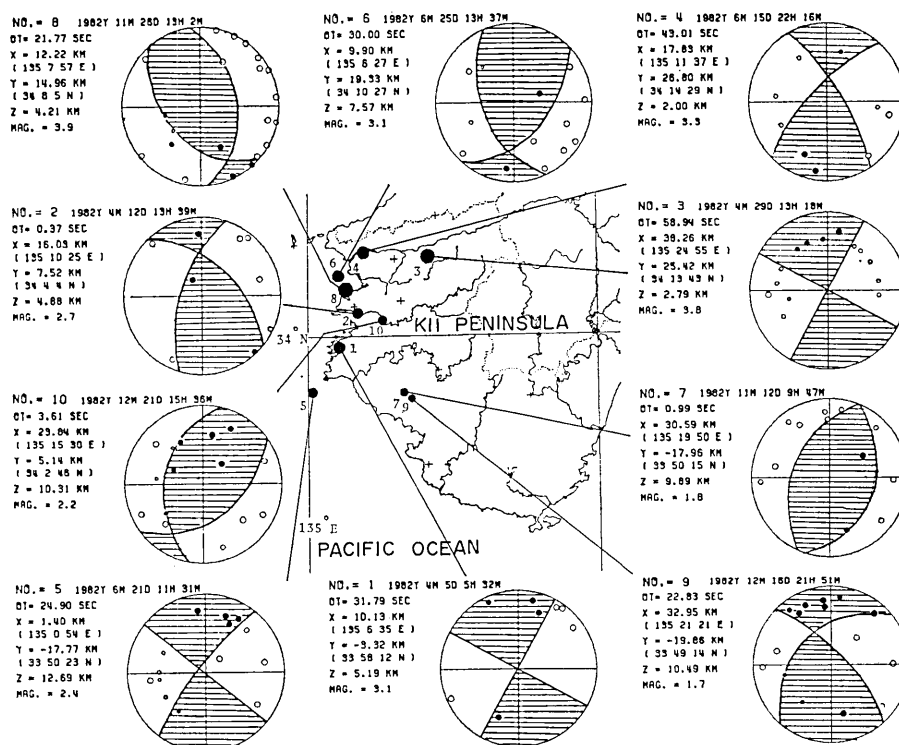 NO. = 8 1982Y 11M 28D 13H 2M
OT= 21.77 SEC
X = 12.22 KM
( 135 7 57 E )
Y = 14.96 KM
( 34 8 5 N )
Z = 4.21 KM
MAG. = 3.9
NO. = 6 1982Y 6M 25D 13H 37M
OT= 30.00 SEC
X = 9.90 KM
( 135 6 27 E )
Y = 19.33 KM
( 34 10 27 N )
Z = 7.57 KM
MAG. = 3.1
NO. = 4 1982Y 6M 15D 22H 16M
OT= 43.01 SEC
X = 17.83 KM
( 135 11 37 E )
Y = 26.80 KM
( 34 14 29 N )
Z = 2.00 KM
MAG. = 3.3
NO. = 2 1982Y 4M 12D 13H 39M
OT= 0.37 SEC
X = 16.03 KM
( 135 10 25 E )
Y = 7.52 KM
( 34 4 4 N )
Z = 4.88 KM
MAG. = 2.7
NO. = 3 1982Y 4M 29D 13H 18M
OT= 58.94 SEC
X = 38.26 KM
( 135 24 55 E )
Y = 25.42 KM
( 34 13 43 N )
Z = 2.79 KM
MAG. = 3.8
6
4
3
8
2
10
KII PENINSULA
34 N
1
5
7
9
135 E
PACIFIC OCEAN
NO. = 10 1982Y 12M 21D 15H 36M
OT= 3.61 SEC
X = 23.84 KM
( 135 15 30 E )
Y = 5.14 KM
( 34 2 48 N )
Z = 10.31 KM
MAG. = 2.2
NO. = 7 1982Y 11M 12D 9H 47M
OT= 0.99 SEC
X = 30.59 KM
( 135 19 50 E )
Y = -17.96 KM
( 33 50 15 N )
Z = 9.89 KM
MAG. = 1.8
NO. = 5 1982Y 6M 21D 11H 31M
OT= 24.90 SEC
X = 1.40 KM
( 135 0 54 E )
Y = -17.77 KM
( 33 50 23 N )
Z = 12.69 KM
MAG. = 2.4
NO. = 1 1982Y 4M 5D 5H 32M
OT= 31.79 SEC
X = 10.13 KM
( 135 6 35 E )
Y = -3.32 KM
( 33 58 12 N )
Z = 5.19 KM
MAG. = 3.1
NO. = 9 1982Y 12M 16D 21H 51M
OT= 22.83 SEC
X = 32.95 KM
( 135 21 21 E )
Y = -19.86 KM
( 33 49 14 N )
Z = 10.49 KM
MAG. = 1.7